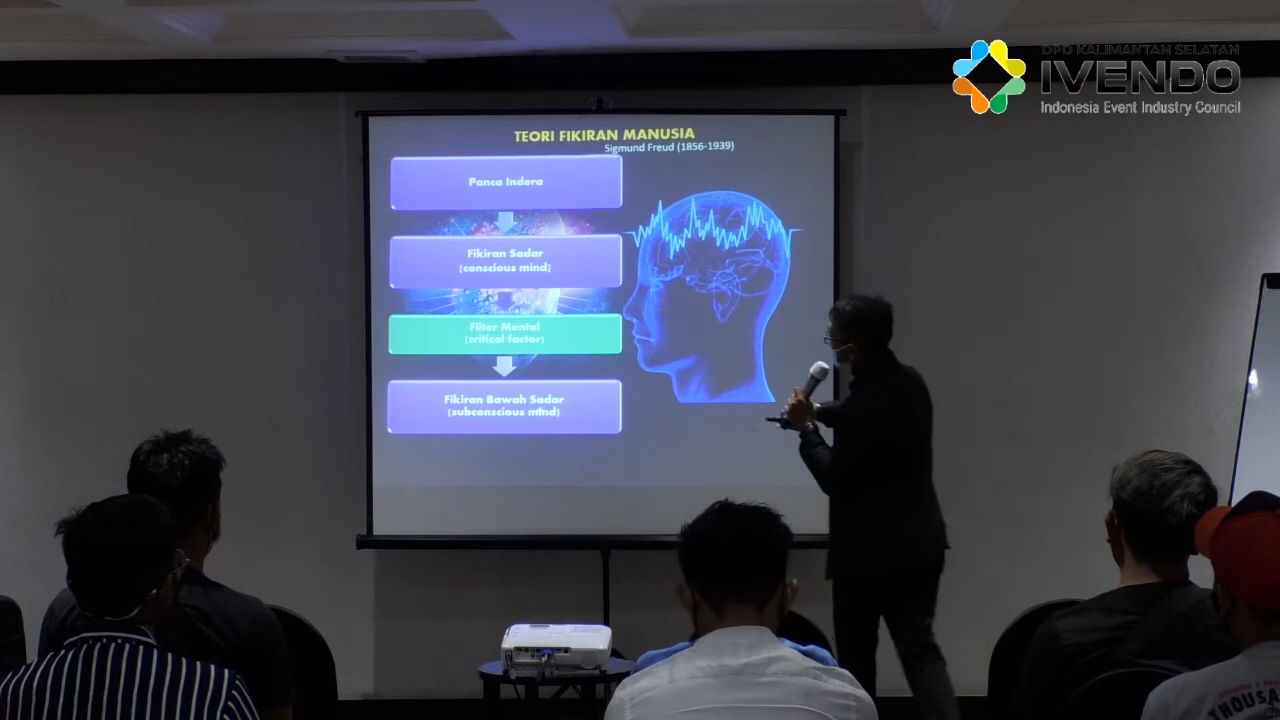 DPD KALIMANTAN SELATAN
IVENDO
Indonesia Event Industry Council
TEORI FIKIRAN MANUSIA
Sigmund Freud (1856-1939)
Panca Indera
Fikiran Sadar
(conscious mind)
Filter Mental
(critical factor)
Fikiran Bawah Sadar
(subconscious mind)